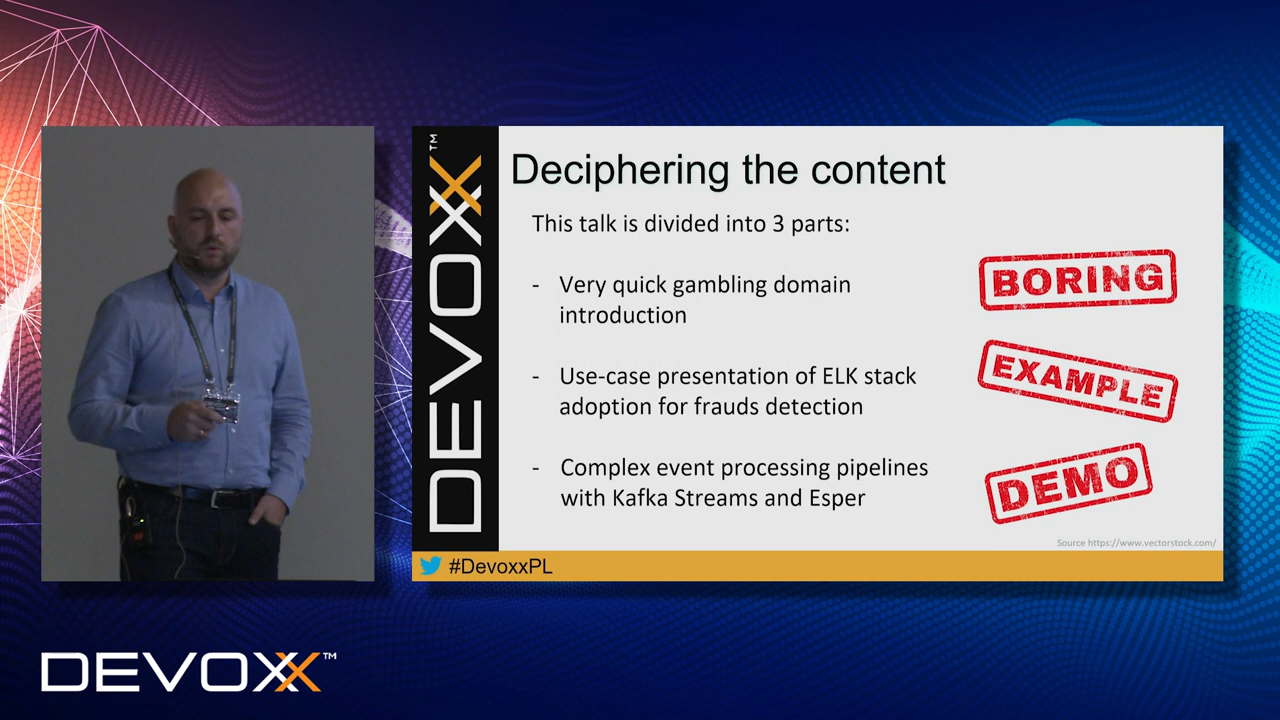 DEVOXX™
Deciphering the content
This talk is divided into 3 parts:
- Very quick gambling domain
introduction
BORING
- Use-case presentation of ELK stack
adoption for frauds detection
EXAMPLE
- Complex event processing pipelines
with Kafka Streams and Esper
DEMO
Source https://www.vectorstock.com/
#DevoxxPL
DEVOXX™